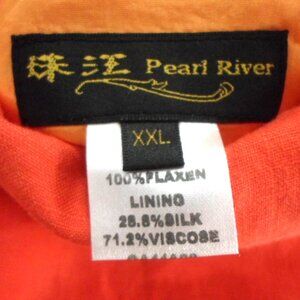 珠江 Pearl River
XXL
100%FLAXEN
LINING
28.8%SILK
71.2%VISCOSE